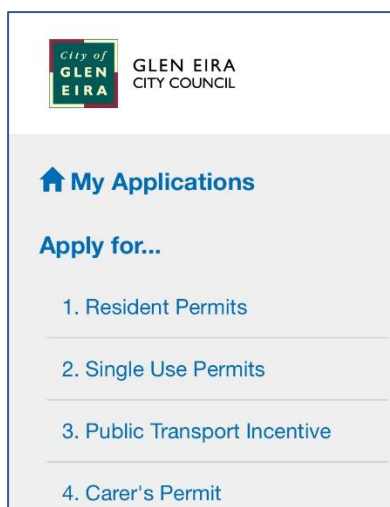 City of
GLEN
EIRA
GLEN EIRA
CITY COUNCIL
My Applications
Apply for...
1. Resident Permits
2. Single Use Permits
3. Public Transport Incentive
4. Carer's Permit